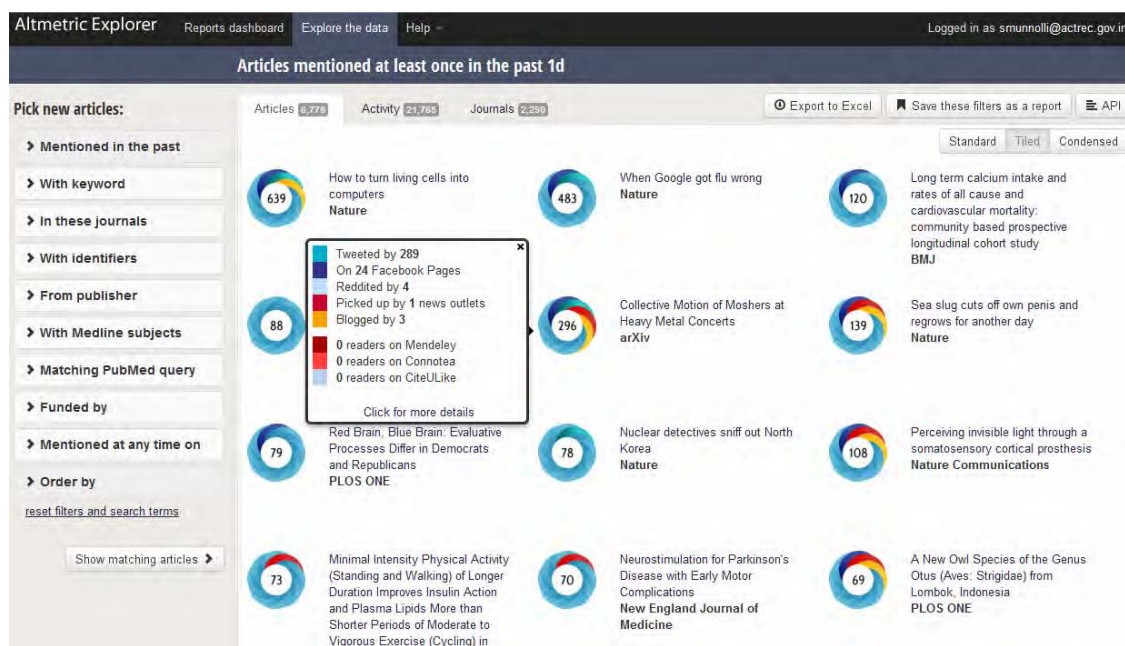 Altmetric Explorer Reports dashboard Explore the data Help
Logged in as smunnolli@actrec.gov.in
Articles mentioned at least once in the past 1d
Pick new articles:
Mentioned in the past
With keyword
In these journals
With identifiers
From publisher
With Medline subjects
Matching PubMed query
Funded by
Mentioned at any time on
Order by
reset filters and search terms
Show matching articles
Articles 6,776 Activity 21,765 Journals 2,290
Export to Excel Save these filters as a report API
Standard Tiled Condensed
639
How to turn living cells into
computers
Nature
483
When Google got flu wrong
Nature
120
Long term calcium intake and
rates of all cause and
cardiovascular mortality:
community based prospective
longitudinal cohort study
BMJ
88
Tweeted by 289
On 24 Facebook Pages
Reddited by 4
Picked up by 1 news outlets
Blogged by 3
0 readers on Mendeley
0 readers on Connotea
0 readers on CiteULike
Click for more details
296
Collective Motion of Moshers at
Heavy Metal Concerts
arXiv
139
Sea slug cuts off own penis and
regrows for another day
Nature
79
Red Brain, Blue Brain: Evaluative
Processes Differ in Democrats
and Republicans
PLOS ONE
78
Nuclear detectives sniff out North
Korea
Nature
108
Perceiving invisible light through a
somatosensory cortical prosthesis
Nature Communications
73
Minimal Intensity Physical Activity
(Standing and Walking) of Longer
Duration Improves Insulin Action
and Plasma Lipids More than
Shorter Periods of Moderate to
Vigorous Exercise (Cycling) in
70
Neurostimulation for Parkinson's
Disease with Early Motor
Complications
New England Journal of
Medicine
69
A New Owl Species of the Genus
Otus (Aves: Strigidae) from
Lombok, Indonesia
PLOS ONE